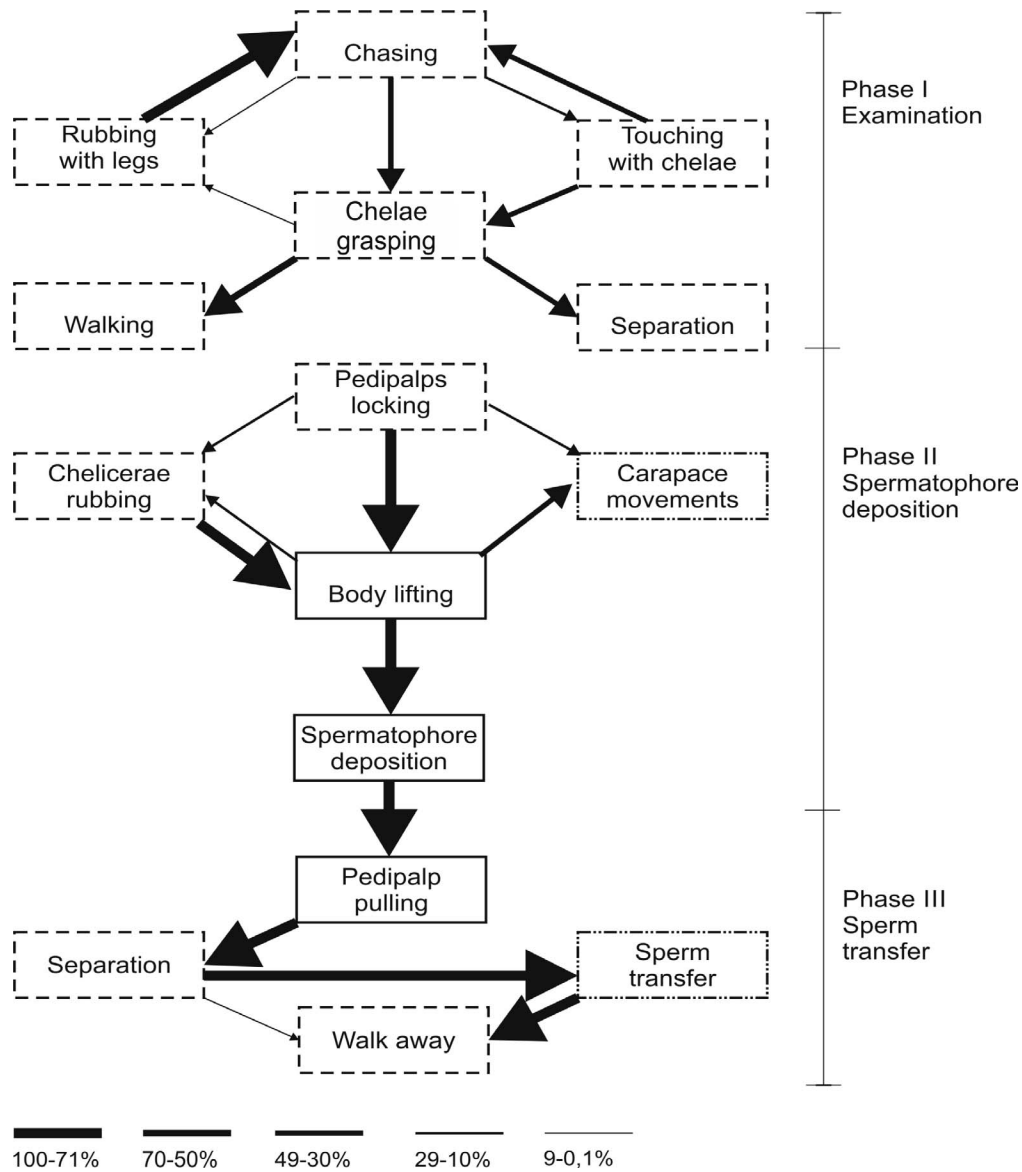 Chasing
Phase I
Examination
Rubbing
with legs
Touching
with chelae
Chelae
grasping
Walking
Separation
Pedipalps
locking
Phase II
Spermatophore
deposition
Chelicerae
rubbing
Carapace
movements
Body lifting
Spermatophore
deposition
Pedipalp
pulling
Phase III
Sperm
transfer
Separation
Sperm
transfer
Walk away
100-71%
70-50%
49-30%
29-10%
9-0,1%